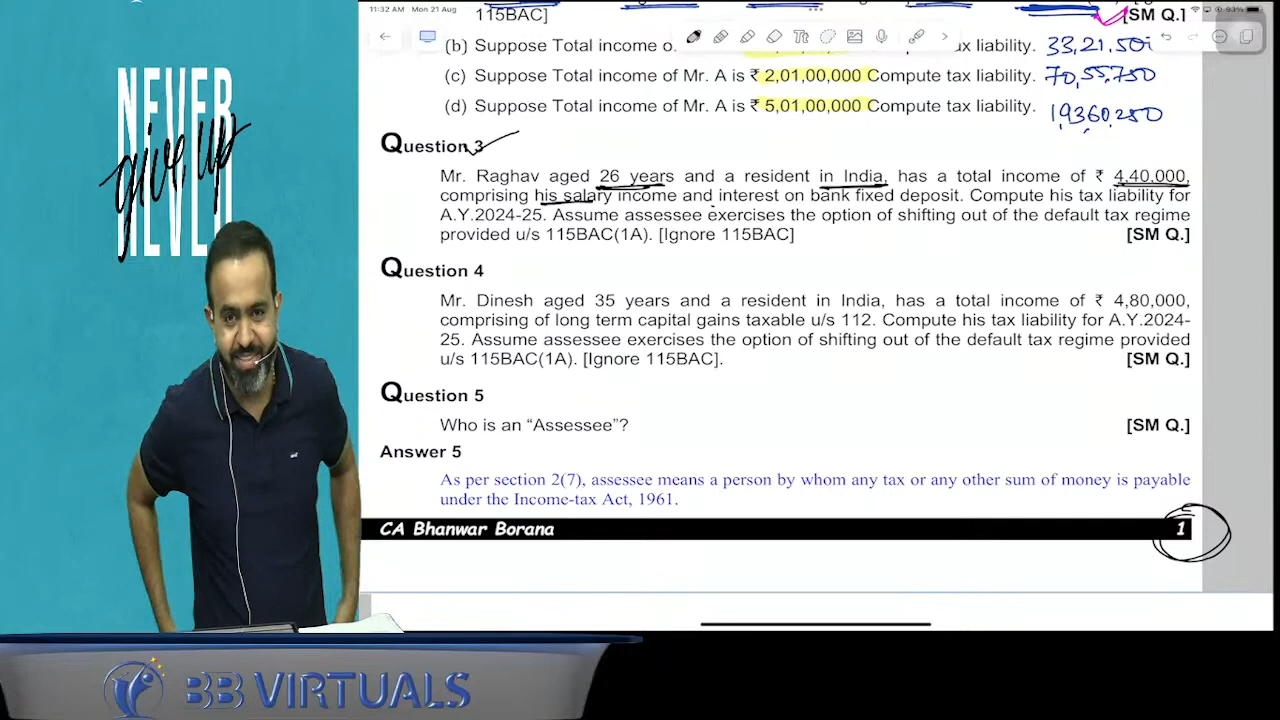 11:32 AM Mon 21 Aug
93%
115BAC]
[SM Q.]
(b) Suppose Total income o
ax liability. 33,21,50
(c) Suppose Total income of Mr. A is ₹ 2,01,00,000 Compute tax liability. 70,55,750
(d) Suppose Total income of Mr. A is ₹ 5,01,00,000 Compute tax liability. 19360,250
NEVER
give up
NEVER
Question 3
Mr. Raghav aged 26 years and a resident in India, has a total income of ₹ 4,40,000,
comprising his salary income and interest on bank fixed deposit. Compute his tax liability for
A.Y.2024-25. Assume assessee exercises the option of shifting out of the default tax regime
provided u/s 115BAC(1A). [Ignore 115BAC] [SM Q.]
Question 4
Mr. Dinesh aged 35 years and a resident in India, has a total income of ₹ 4,80,000,
comprising of long term capital gains taxable u/s 112. Compute his tax liability for A.Y.2024-
25. Assume assessee exercises the option of shifting out of the default tax regime provided
u/s 115BAC(1A). [Ignore 115BAC]. [SM Q.]
Question 5
Who is an “Assessee”? [SM Q.]
Answer 5
As per section 2(7), assessee means a person by whom any tax or any other sum of money is payable
under the Income-tax Act, 1961.
CA Bhanwar Borana 1
BB VIRTUALS